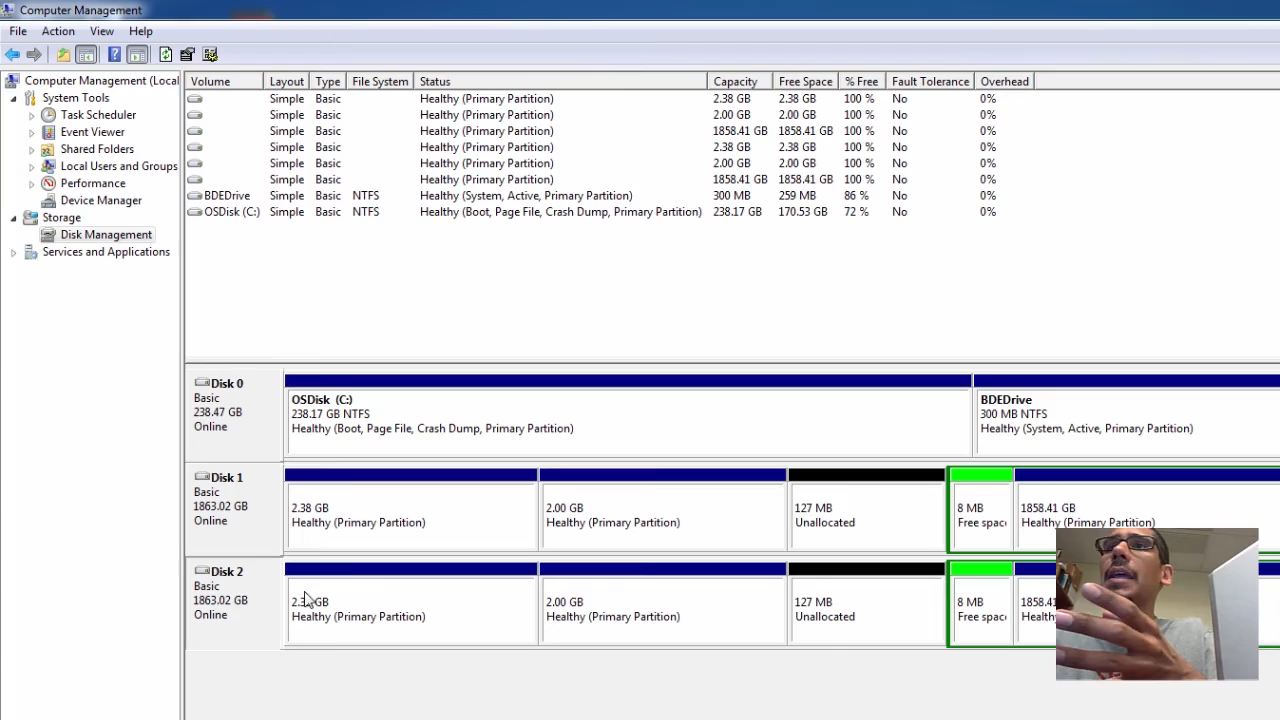 Computer Management
File Action View Help
Computer Management (Local
System Tools
Task Scheduler
Event Viewer
Shared Folders
Local Users and Groups
Performance
Device Manager
Storage
Disk Management
Services and Applications
Volume Layout Type File System Status Capacity Free Space % Free Fault Tolerance Overhead
Simple Basic Healthy (Primary Partition) 2.38 GB 2.38 GB 100 % No 0%
Simple Basic Healthy (Primary Partition) 2.00 GB 2.00 GB 100 % No 0%
Simple Basic Healthy (Primary Partition) 1858.41 GB 1858.41 GB 100 % No 0%
Simple Basic Healthy (Primary Partition) 2.38 GB 2.38 GB 100 % No 0%
Simple Basic Healthy (Primary Partition) 2.00 GB 2.00 GB 100 % No 0%
Simple Basic Healthy (Primary Partition) 1858.41 GB 1858.41 GB 100 % No 0%
BDEDrive Simple Basic NTFS Healthy (System, Active, Primary Partition) 300 MB 259 MB 86 % No 0%
OSDisk (C:) Simple Basic NTFS Healthy (Boot, Page File, Crash Dump, Primary Partition) 238.17 GB 170.53 GB 72 % No 0%
Disk 0
Basic
238.47 GB
Online
OSDisk (C:)
238.17 GB NTFS
Healthy (Boot, Page File, Crash Dump, Primary Partition)
BDEDrive
300 MB NTFS
Healthy (System, Active, Primary Partition)
Disk 1
Basic
1863.02 GB
Online
2.38 GB
Healthy (Primary Partition)
2.00 GB
Healthy (Primary Partition)
127 MB
Unallocated
8 MB
Free spac
1858.41 GB
Healthy (Primary Partition)
Disk 2
Basic
1863.02 GB
Online
GB
Healthy (Primary Partition)
2.00 GB
Healthy (Primary Partition)
127 MB
Unallocated
8 MB
Free spac
1858.41
Health